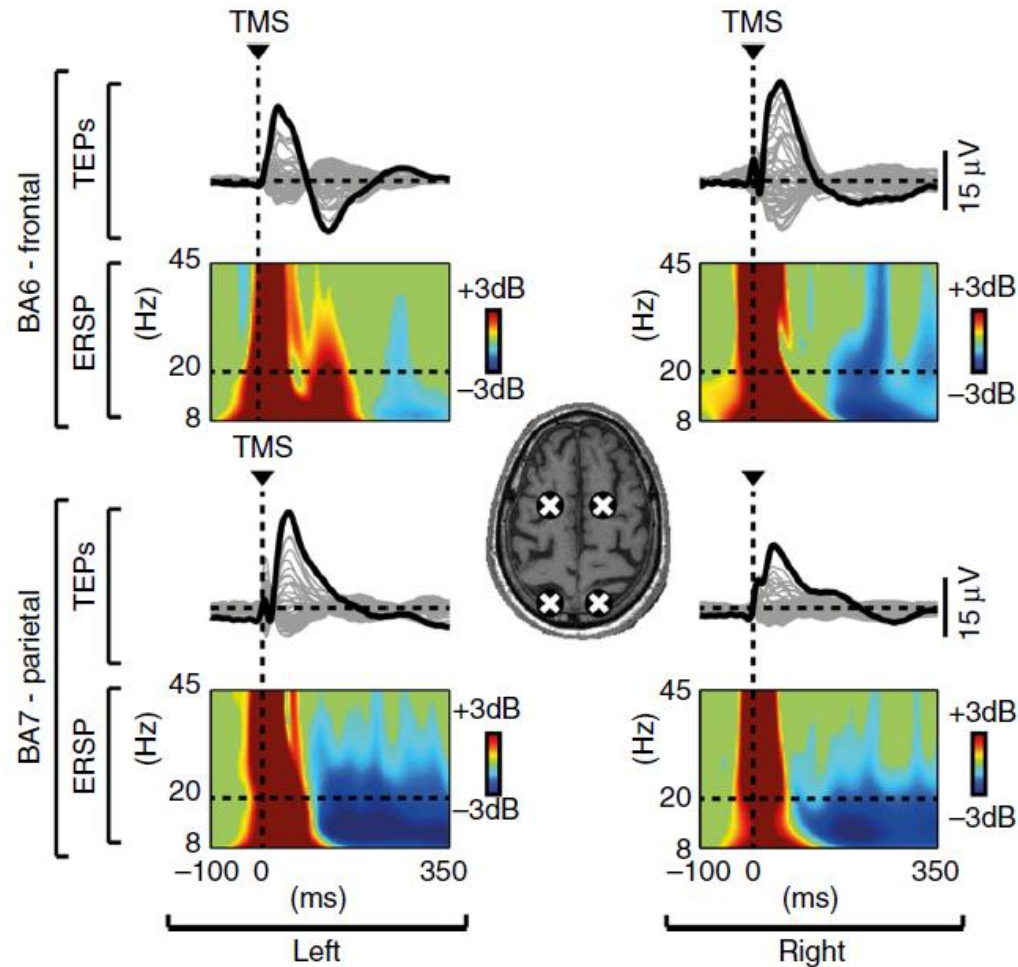 TMS
TMS
BA6 - frontal
TEPs
15 µV
ERSP
(Hz)
45
20
8
+3dB
−3dB
(Hz)
45
20
8
+3dB
−3dB
TMS
BA7 - parietal
TEPs
15 µV
ERSP
(Hz)
45
20
8
+3dB
−3dB
(Hz)
45
20
8
+3dB
−3dB
−100 0 350
(ms)
−100 0 350
(ms)
Left
Right